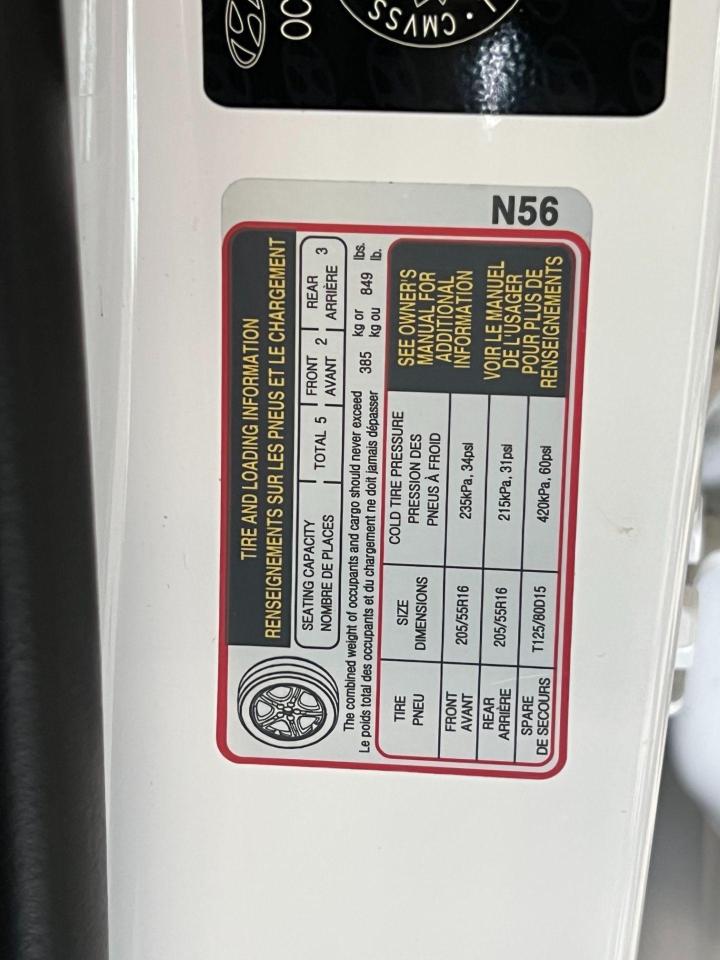 OO
CMVSS
N56
TIRE AND LOADING INFORMATION
RENSEIGNEMENTS SUR LES PNEUS ET LE CHARGEMENT
SEATING CAPACITY
NOMBRE DE PLACES
TOTAL 5
FRONT
AVANT 2
REAR
ARRIÈRE 3
The combined weight of occupants and cargo should never exceed 385 kg or 849 lbs.
Le poids total des occupants et du chargement ne doit jamais dépasser kg ou lb.
TIRE
PNEU
SIZE
DIMENSIONS
COLD TIRE PRESSURE
PRESSION DES
PNEUS À FROID
FRONT
AVANT
205/55R16
235kPa, 34psI
REAR
ARRIÈRE
205/55R16
215kPa, 31psI
SPARE
DE SECOURS
T125/80D15
420kPa, 60psI
SEE OWNER'S
MANUAL FOR
ADDITIONAL
INFORMATION
VOIR LE MANUEL
DE L'USAGER
POUR PLUS DE
RENSEIGNEMENTS